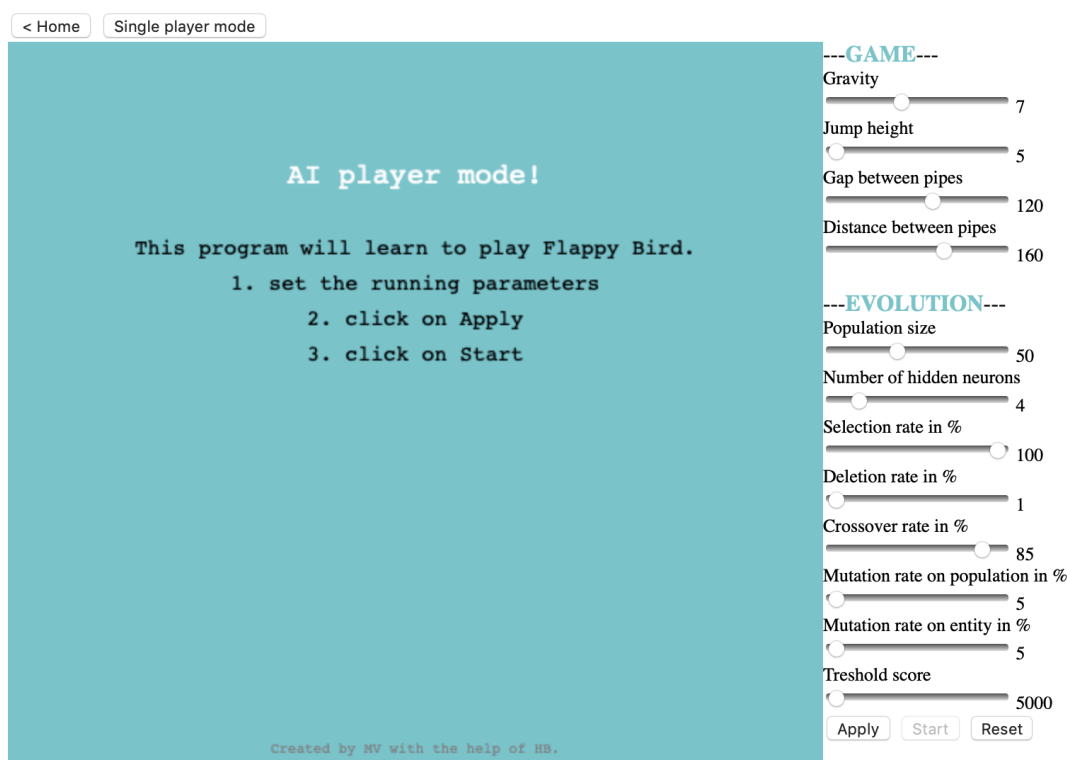 < Home
Single player mode
AI player mode!
This program will learn to play Flappy Bird.
1. set the running parameters
2. click on Apply
3. click on Start
Created by MV with the help of HB.
---GAME---
Gravity
7
Jump height
5
Gap between pipes
120
Distance between pipes
160
---EVOLUTION---
Population size
50
Number of hidden neurons
4
Selection rate in %
100
Deletion rate in %
1
Crossover rate in %
85
Mutation rate on population in %
5
Mutation rate on entity in %
5
Treshold score
5000
Apply
Start
Reset